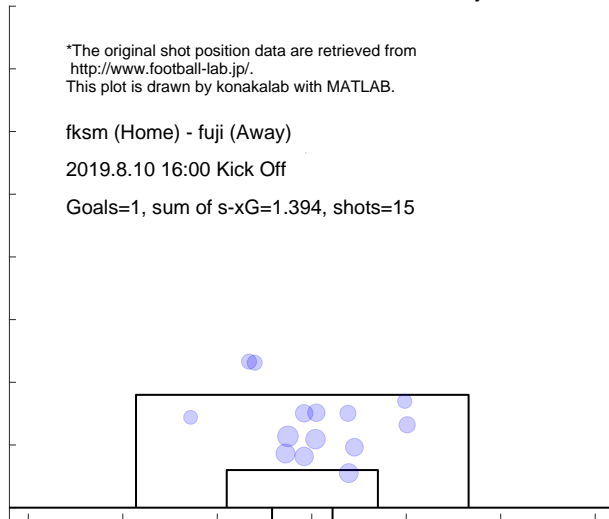 *The original shot position data are retrieved from
http://www.football-lab.jp/.
This plot is drawn by konakalab with MATLAB.
fksm (Home) - fuji (Away)
2019.8.10 16:00 Kick Off
Goals=1, sum of s-xG=1.394, shots=15